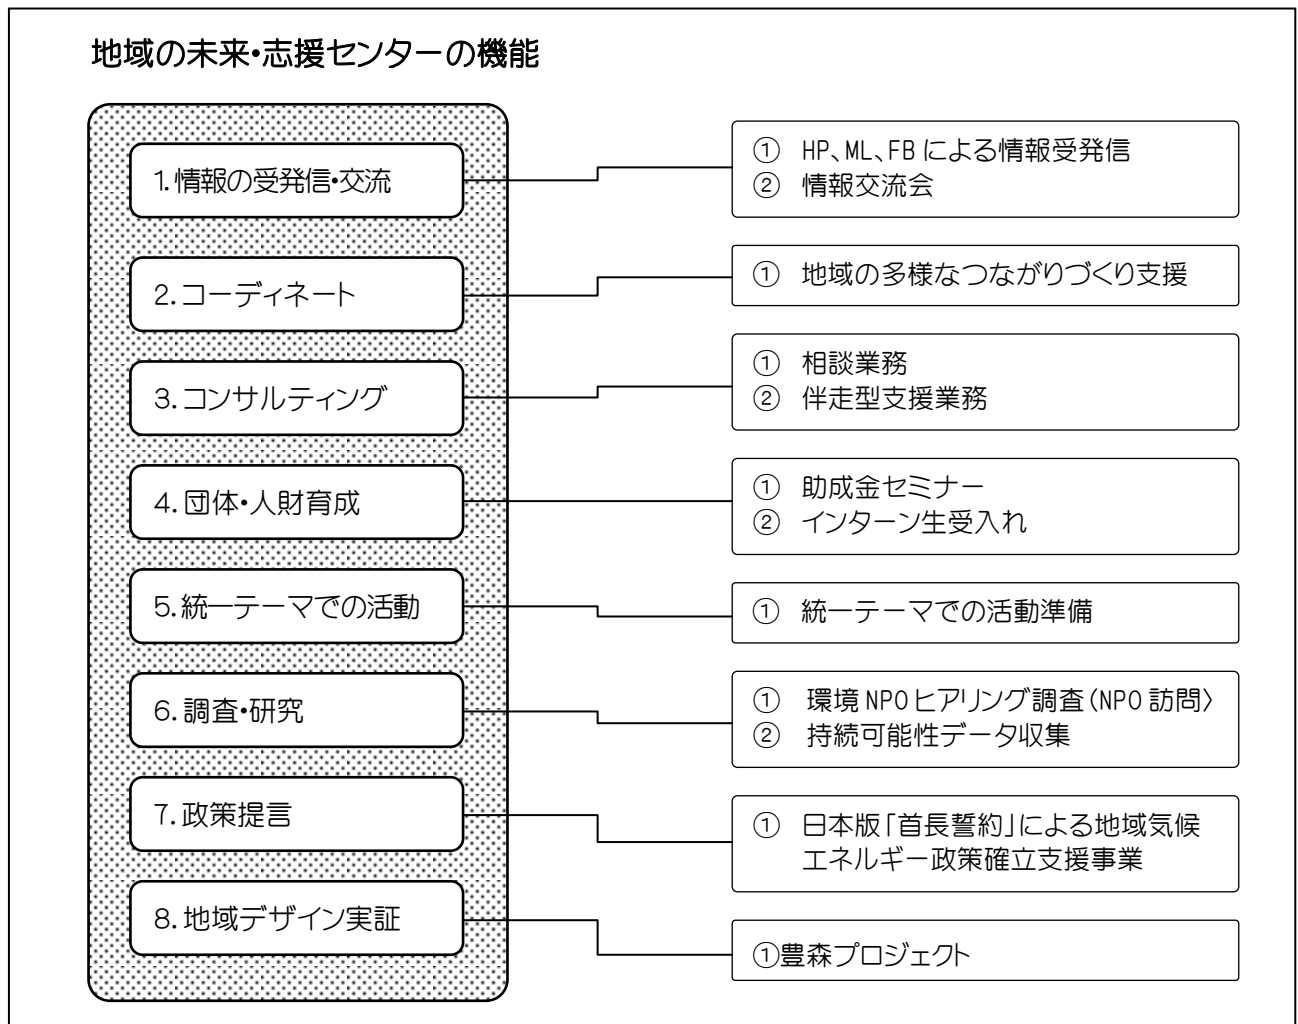 地域の未来・志援センターの機能
1.情報の受発信・交流
① HP、ML、FBによる情報受発信
② 情報交流会
2.コーディネート
① 地域の多様なつながりづくり支援
3.コンサルティング
① 相談業務
② 伴走型支援業務
4.団体・人財育成
① 助成金セミナー
② インターン生受入れ
5.統一テーマでの活動
① 統一テーマでの活動準備
6.調査・研究
① 環境NPOヒアリング調査(NPO訪問〉
② 持続可能性データ収集
7.政策提言
① 日本版「首長誓約」による地域気候
エネルギー政策確立支援事業
8.地域デザイン実証
①豊森プロジェクト